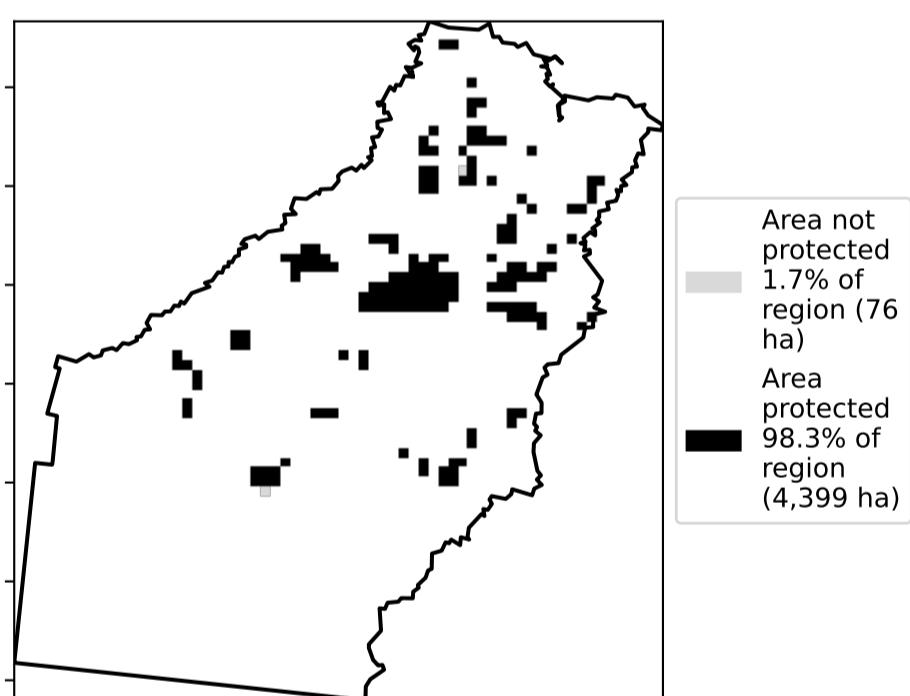 Area not
protected
1.7% of
region (76
ha)
Area
protected
98.3% of
region
(4,399 ha)